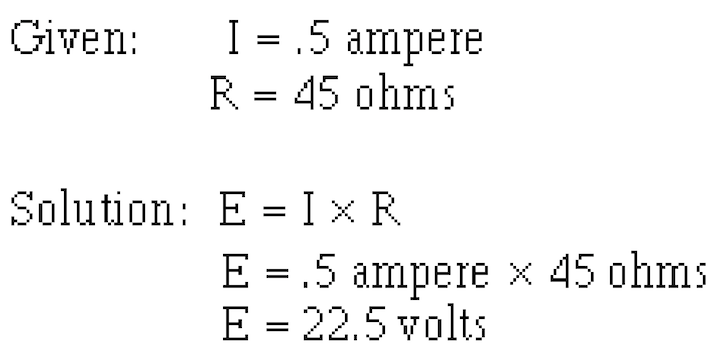 Given: I = .5 ampere
R = 45 ohms
Solution: E = I × R
E = .5 ampere × 45 ohms
E = 22.5 volts